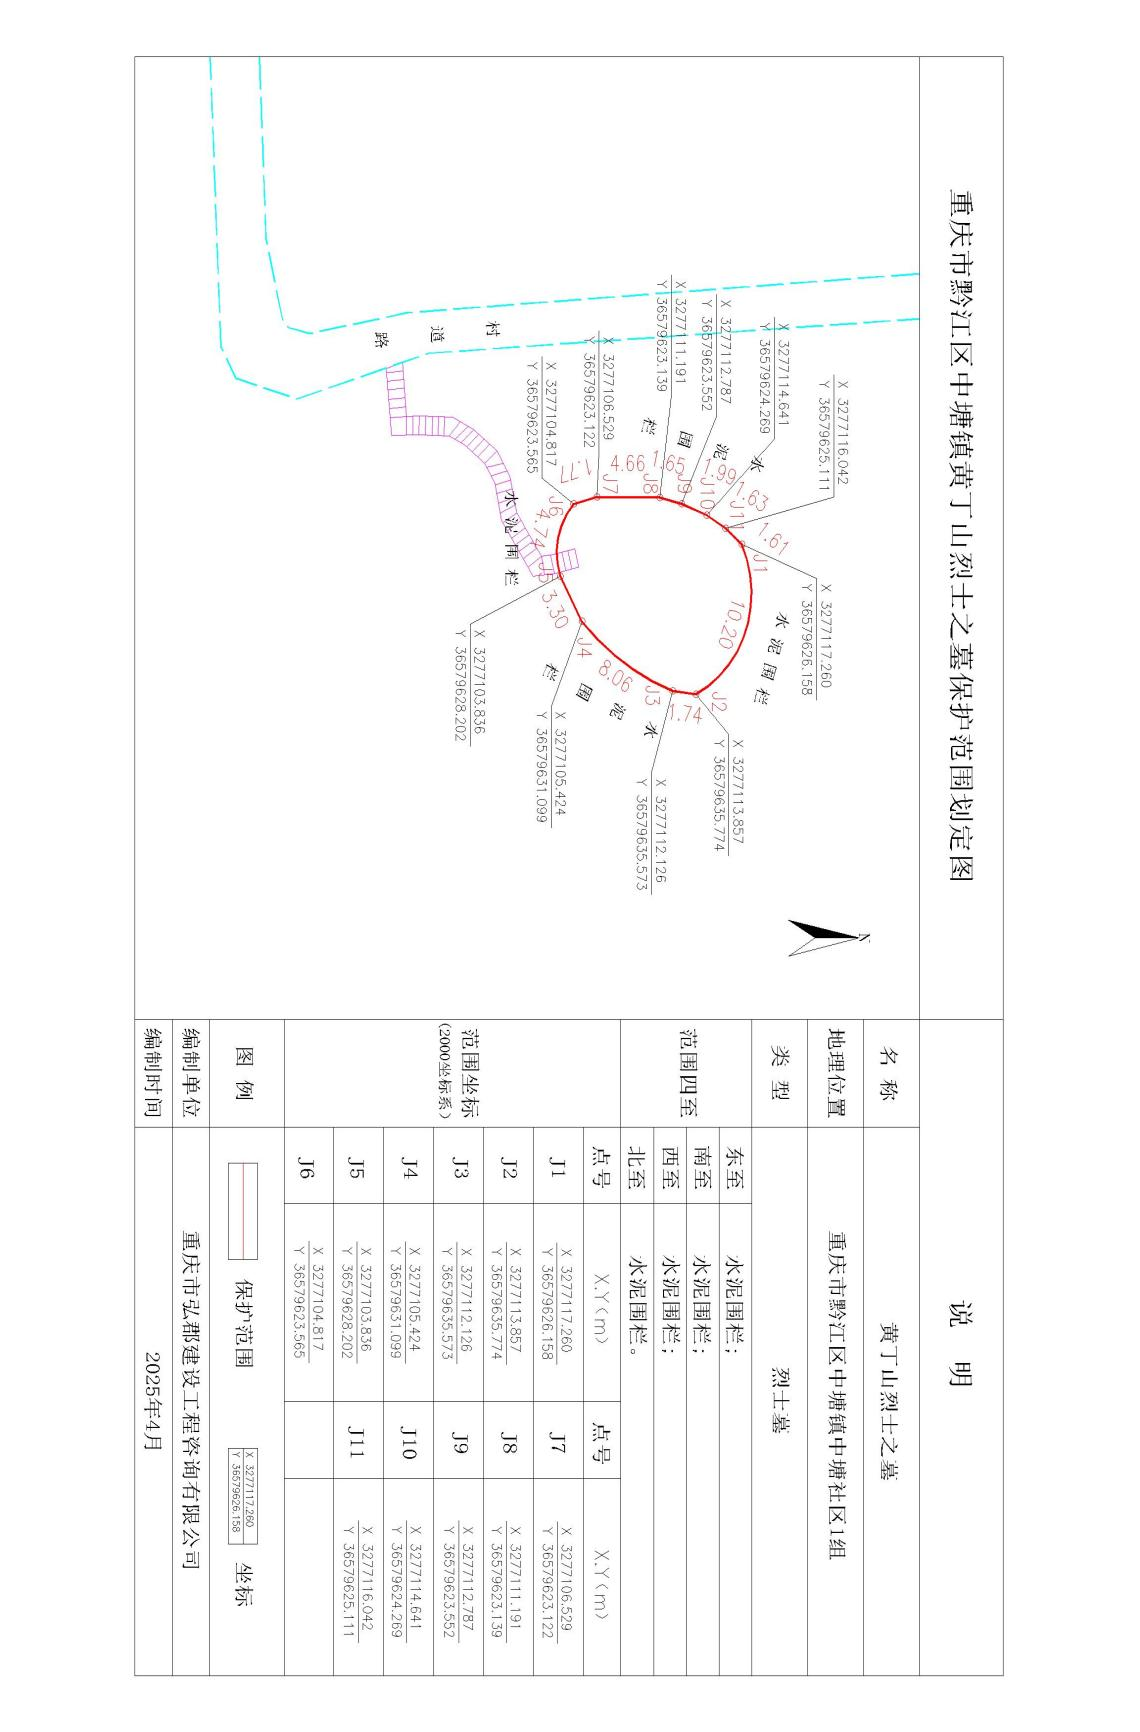 重庆市黔江区中塘镇黄丁山烈士之墓保护范围划定图
X 3277116.042
Y 36579625.111
X 3277114.641
Y 36579624.269
X 3277112.787
Y 36579623.552
X 3277111.191
Y 36579623.139
X 3277106.529
Y 36579623.122
X 3277104.817
Y 36579623.565
X 3277117.260
Y 36579626.158
X 3277113.857
Y 36579635.774
X 3277112.126
Y 36579635.573
X 3277105.424
Y 36579631.099
X 3277103.836
Y 36579628.202
J1
J2
J3
J4
J5
J6
J7
J8
J9
J10
J11
1.61
10.20
1.74
8.06
3.30
4.74
1.77
4.66
1.65
1.99
1.63
水泥围栏
水泥围栏
水泥围栏
水泥围栏
村道路
N
说 明
名 称 黄丁山烈士之墓
地理位置 重庆市黔江区中塘镇中塘社区1组
类 型 烈士墓
范围四至
东至 水泥围栏；
南至 水泥围栏；
西至 水泥围栏；
北至 水泥围栏。
范围坐标
(2000坐标系)
点号 X.Y(m) 点号 X.Y(m)
J1 X 3277117.260 J7 X 3277106.529
Y 36579626.158 Y 36579623.122
J2 X 3277113.857 J8 X 3277111.191
Y 36579635.774 Y 36579623.139
J3 X 3277112.126 J9 X 3277112.787
Y 36579635.573 Y 36579623.552
J4 X 3277105.424 J10 X 3277114.641
Y 36579631.099 Y 36579624.269
J5 X 3277103.836 J11 X 3277116.042
Y 36579628.202 Y 36579625.111
J6 X 3277104.817
Y 36579623.565
图 例 保护范围 X 3277117.260 坐标
Y 36579626.158
编制单位 重庆市弘郡建设工程咨询有限公司
编制时间 2025年4月